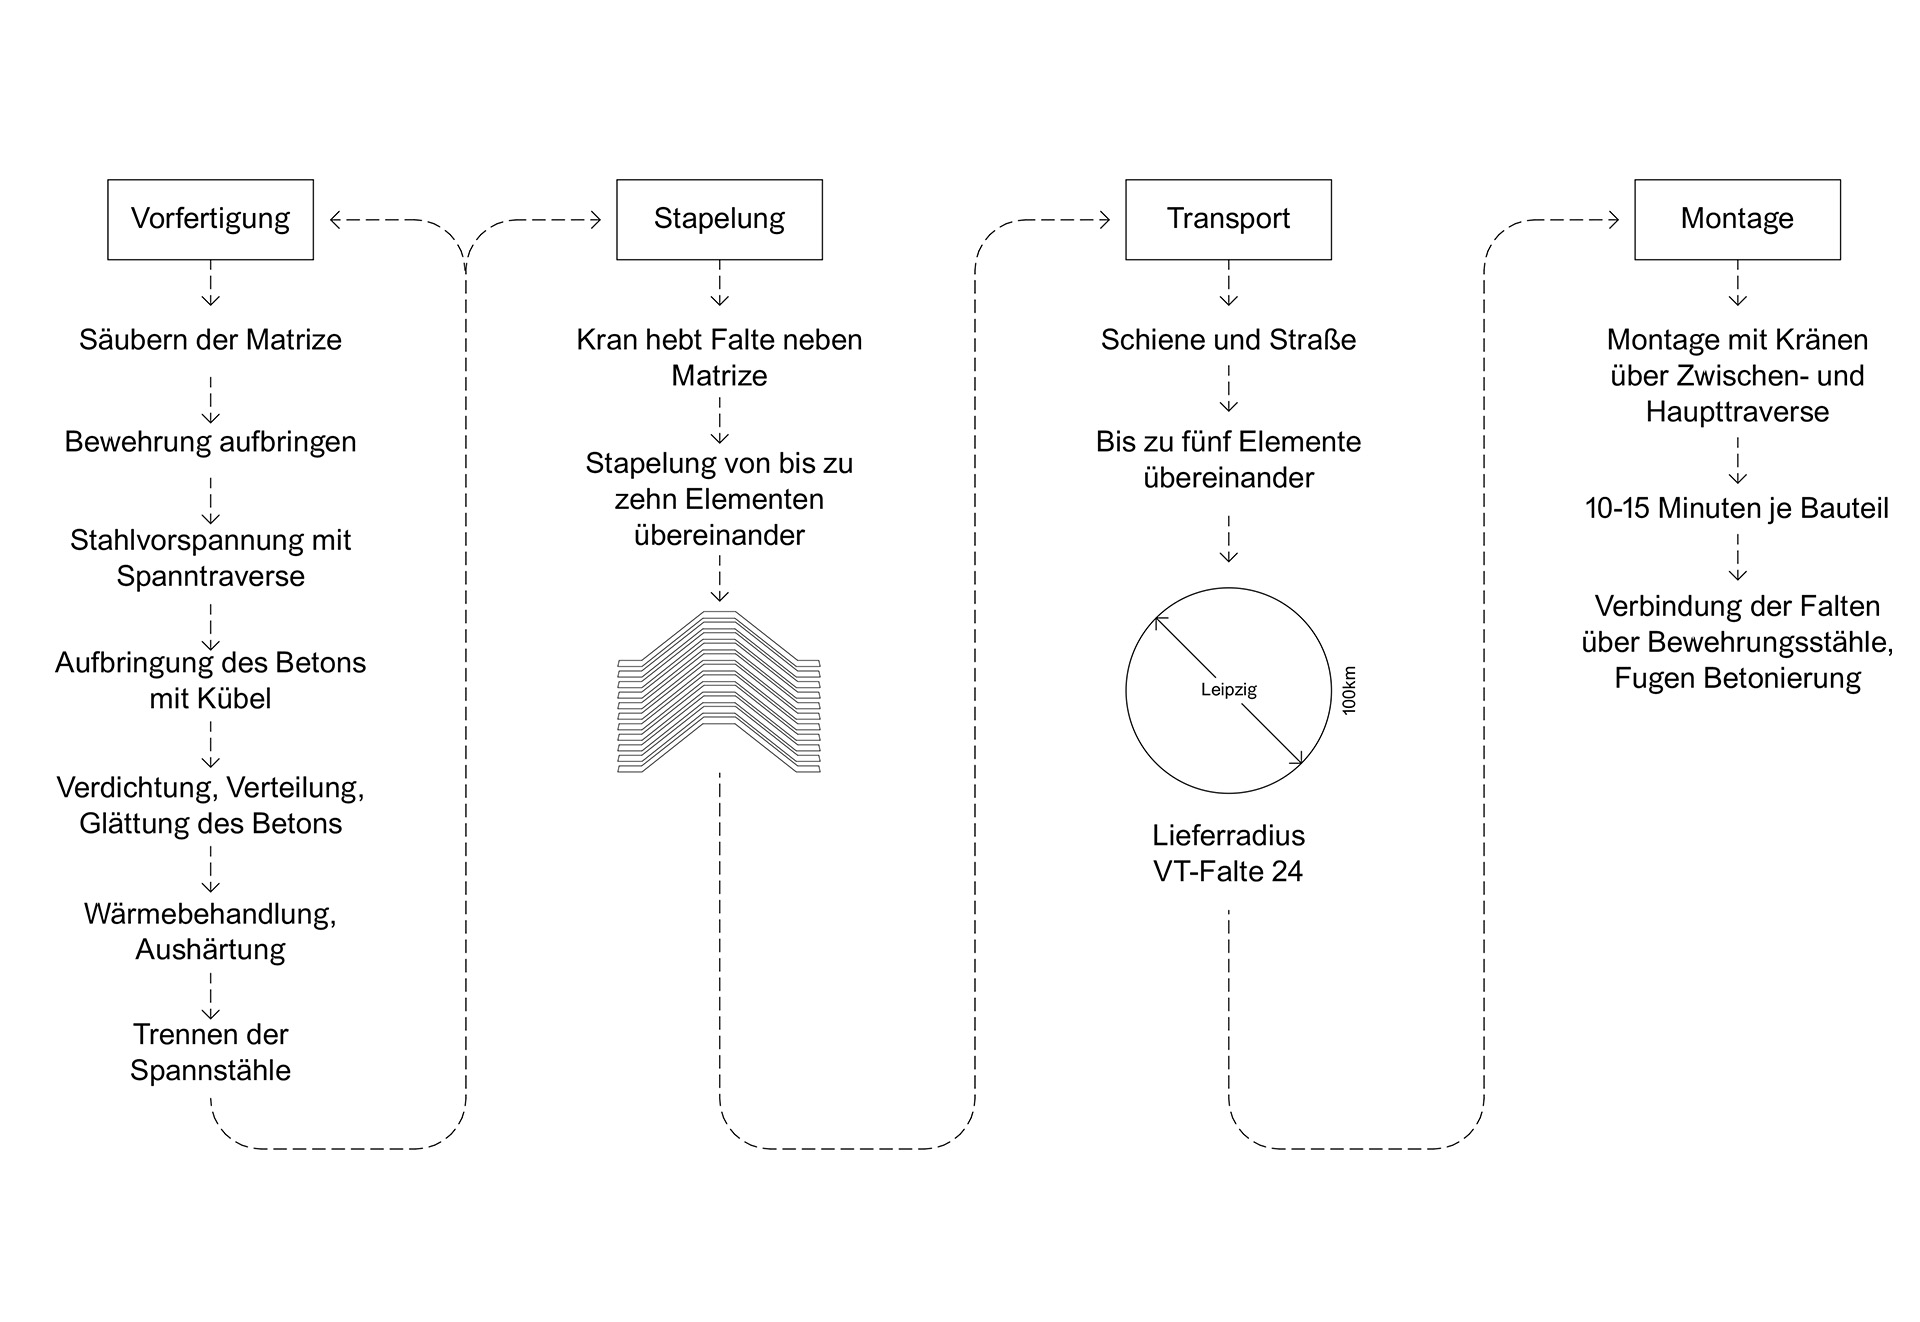 Vorfertigung
Säubern der Matrize
Bewehrung aufbringen
Stahlvorspannung mit
Spanntraverse
Aufbringung des Betons
mit Kübel
Verdichtung, Verteilung,
Glättung des Betons
Wärmebehandlung,
Aushärtung
Trennen der
Spannstähle
Stapelung
Kran hebt Falte neben
Matrize
Stapelung von bis zu
zehn Elementen
übereinander
Transport
Schiene und Straße
Bis zu fünf Elemente
übereinander
Leipzig
100km
Lieferradius
VT-Falte 24
Montage
Montage mit Kränen
über Zwischen- und
Haupttraverse
10-15 Minuten je Bauteil
Verbindung der Falten
über Bewehrungsstähle,
Fugen Betonierung